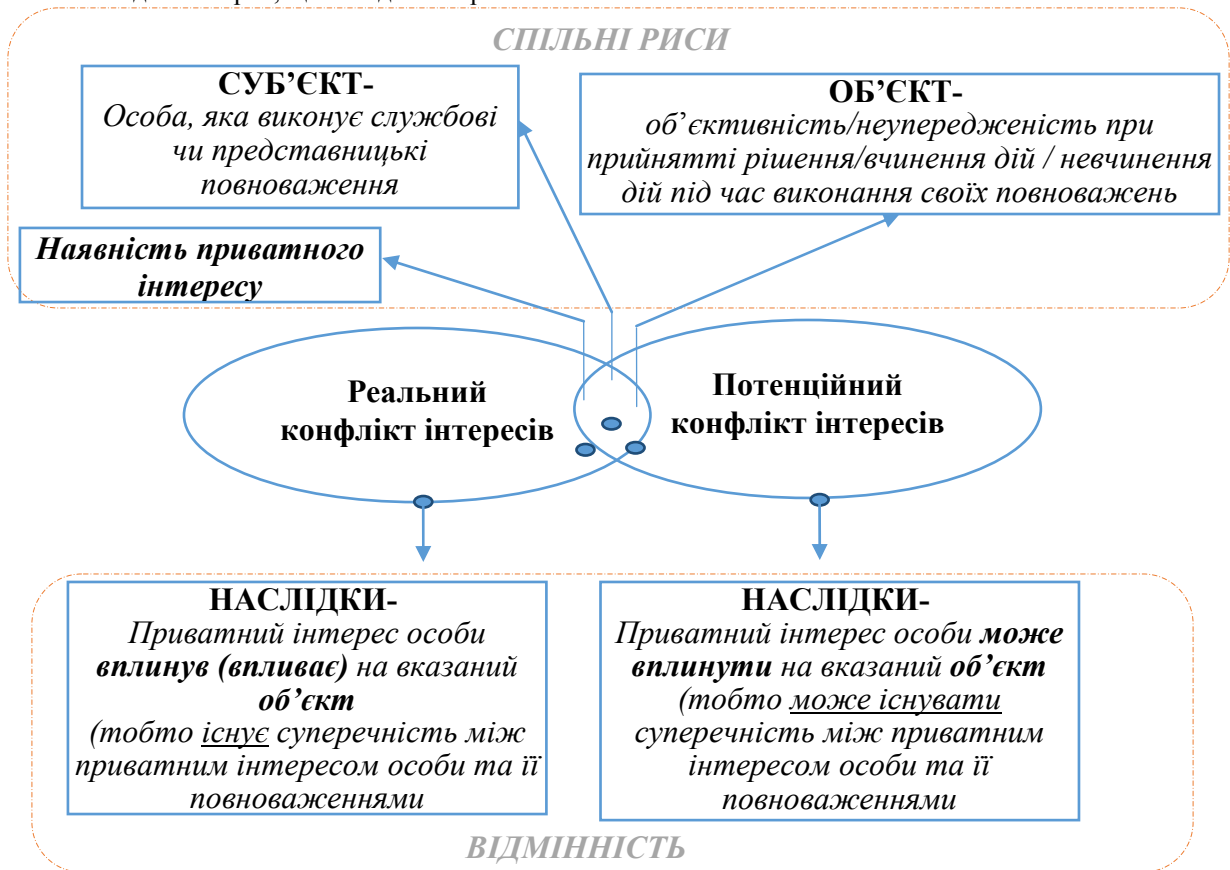 СПІЛЬНІ РИСИ
СУБ’ЄКТ-
Особа, яка виконує службові
чи представницькі
повноваження
ОБ’ЄКТ-
об’єктивність/неупередженість при
прийнятті рішення/вчинення дій / невчинення
дій під час виконання своїх повноважень
Наявність приватного
інтересу
Реальний
конфлікт інтересів
Потенційний
конфлікт інтересів
НАСЛІДКИ-
Приватний інтерес особи
вплинув (впливає) на вказаний
об’єкт
(тобто існує суперечність між
приватним інтересом особи та її
повноваженнями
НАСЛІДКИ-
Приватний інтерес особи може
вплинути на вказаний об’єкт
(тобто може існувати
суперечність між приватним
інтересом особи та її
повноваженнями
ВІДМІННІСТЬ